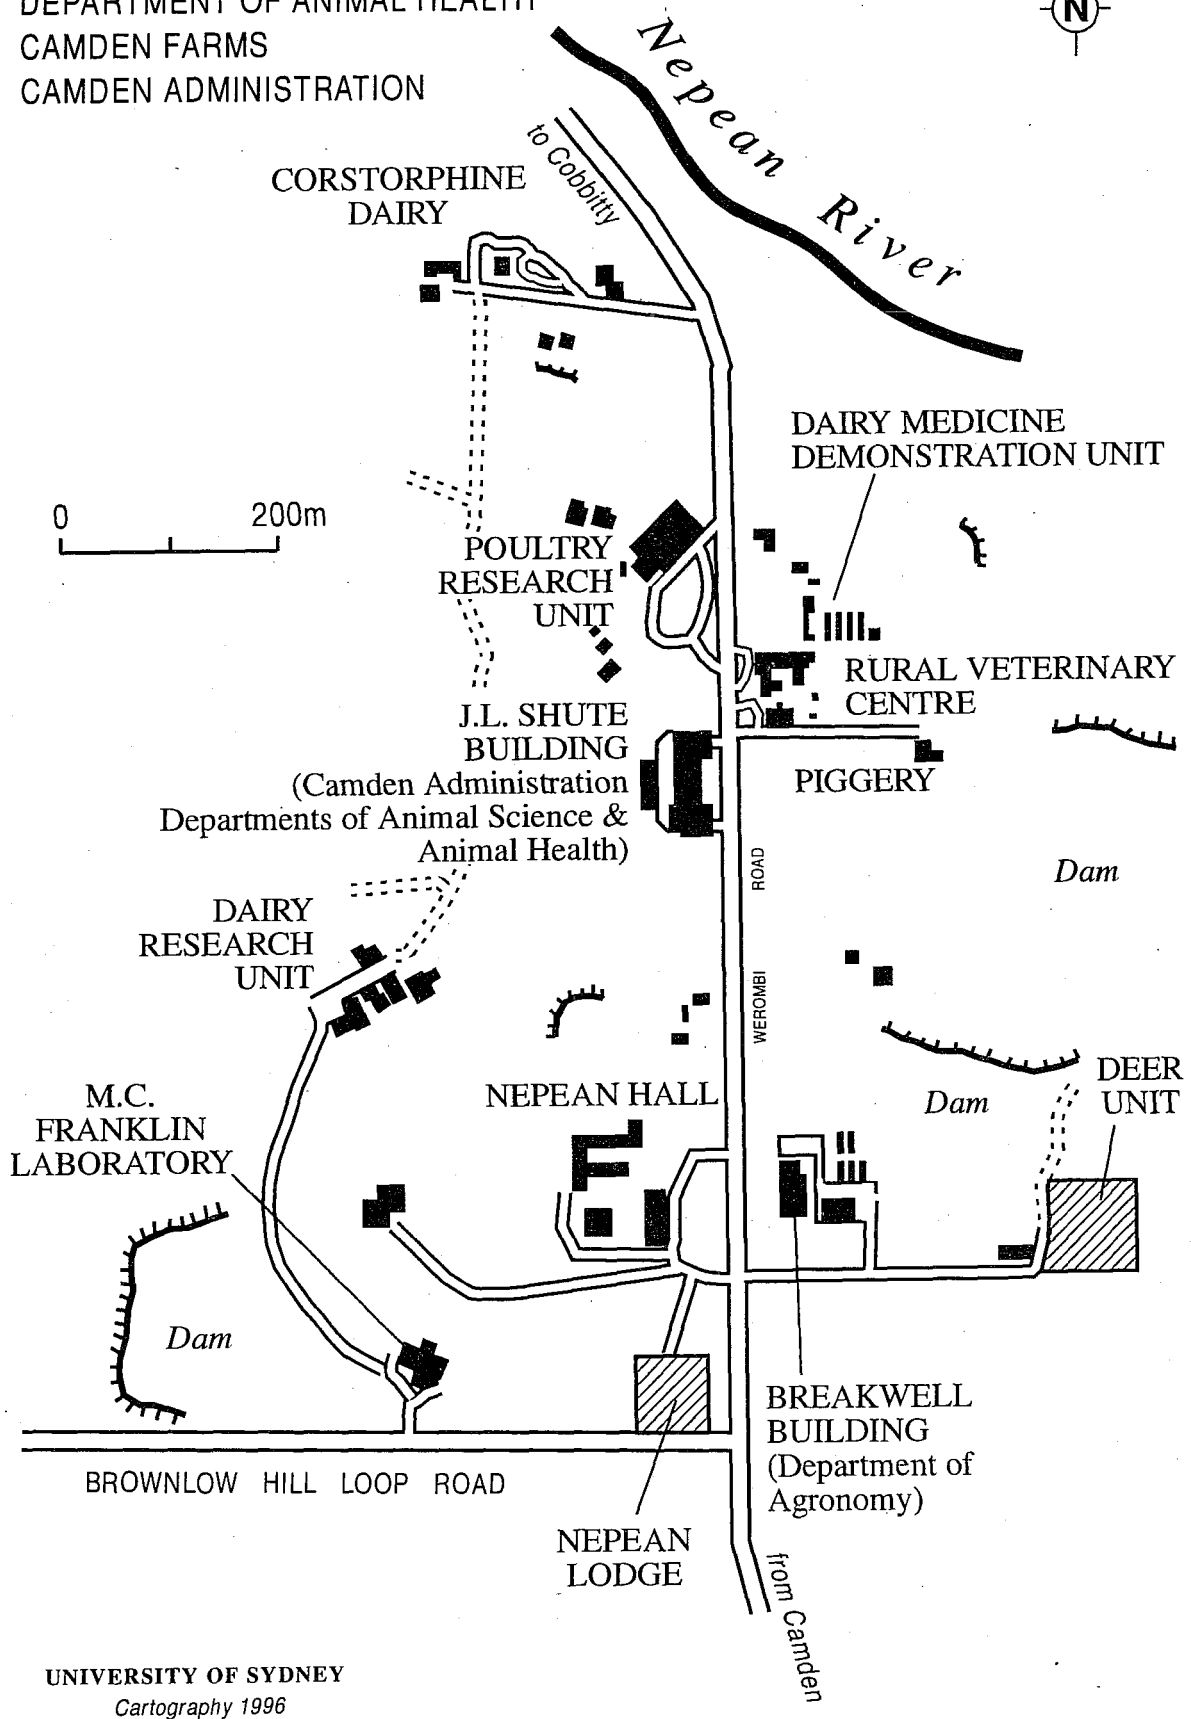 DEPARTMENT OF ANIMAL HEALTH
CAMDEN FARMS
CAMDEN ADMINISTRATION
N
Nepean River
to Cobbitty
CORSTORPHINE
DAIRY
DAIRY MEDICINE
DEMONSTRATION UNIT
0 200m
POULTRY
RESEARCH
UNIT
RURAL VETERINARY
CENTRE
J.L. SHUTE
BUILDING
(Camden Administration
Departments of Animal Science &
Animal Health)
PIGGERY
Dam
WEROMBI ROAD
DAIRY
RESEARCH
UNIT
NEPEAN HALL
Dam
DEER
UNIT
M.C.
FRANKLIN
LABORATORY
Dam
BREAKWELL
BUILDING
(Department of
Agronomy)
BROWNLOW HILL LOOP ROAD
NEPEAN
LODGE
from Camden
UNIVERSITY OF SYDNEY
Cartography 1996